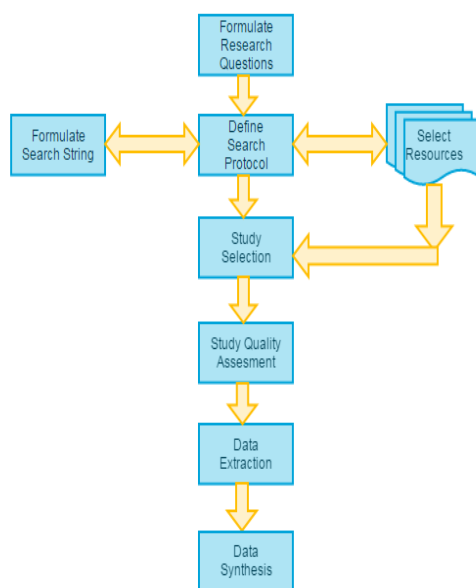 Formulate
Research
Questions
Formulate
Search String
Define
Search
Protocol
Select
Resources
Study
Selection
Study Quality
Assesment
Data
Extraction
Data
Synthesis